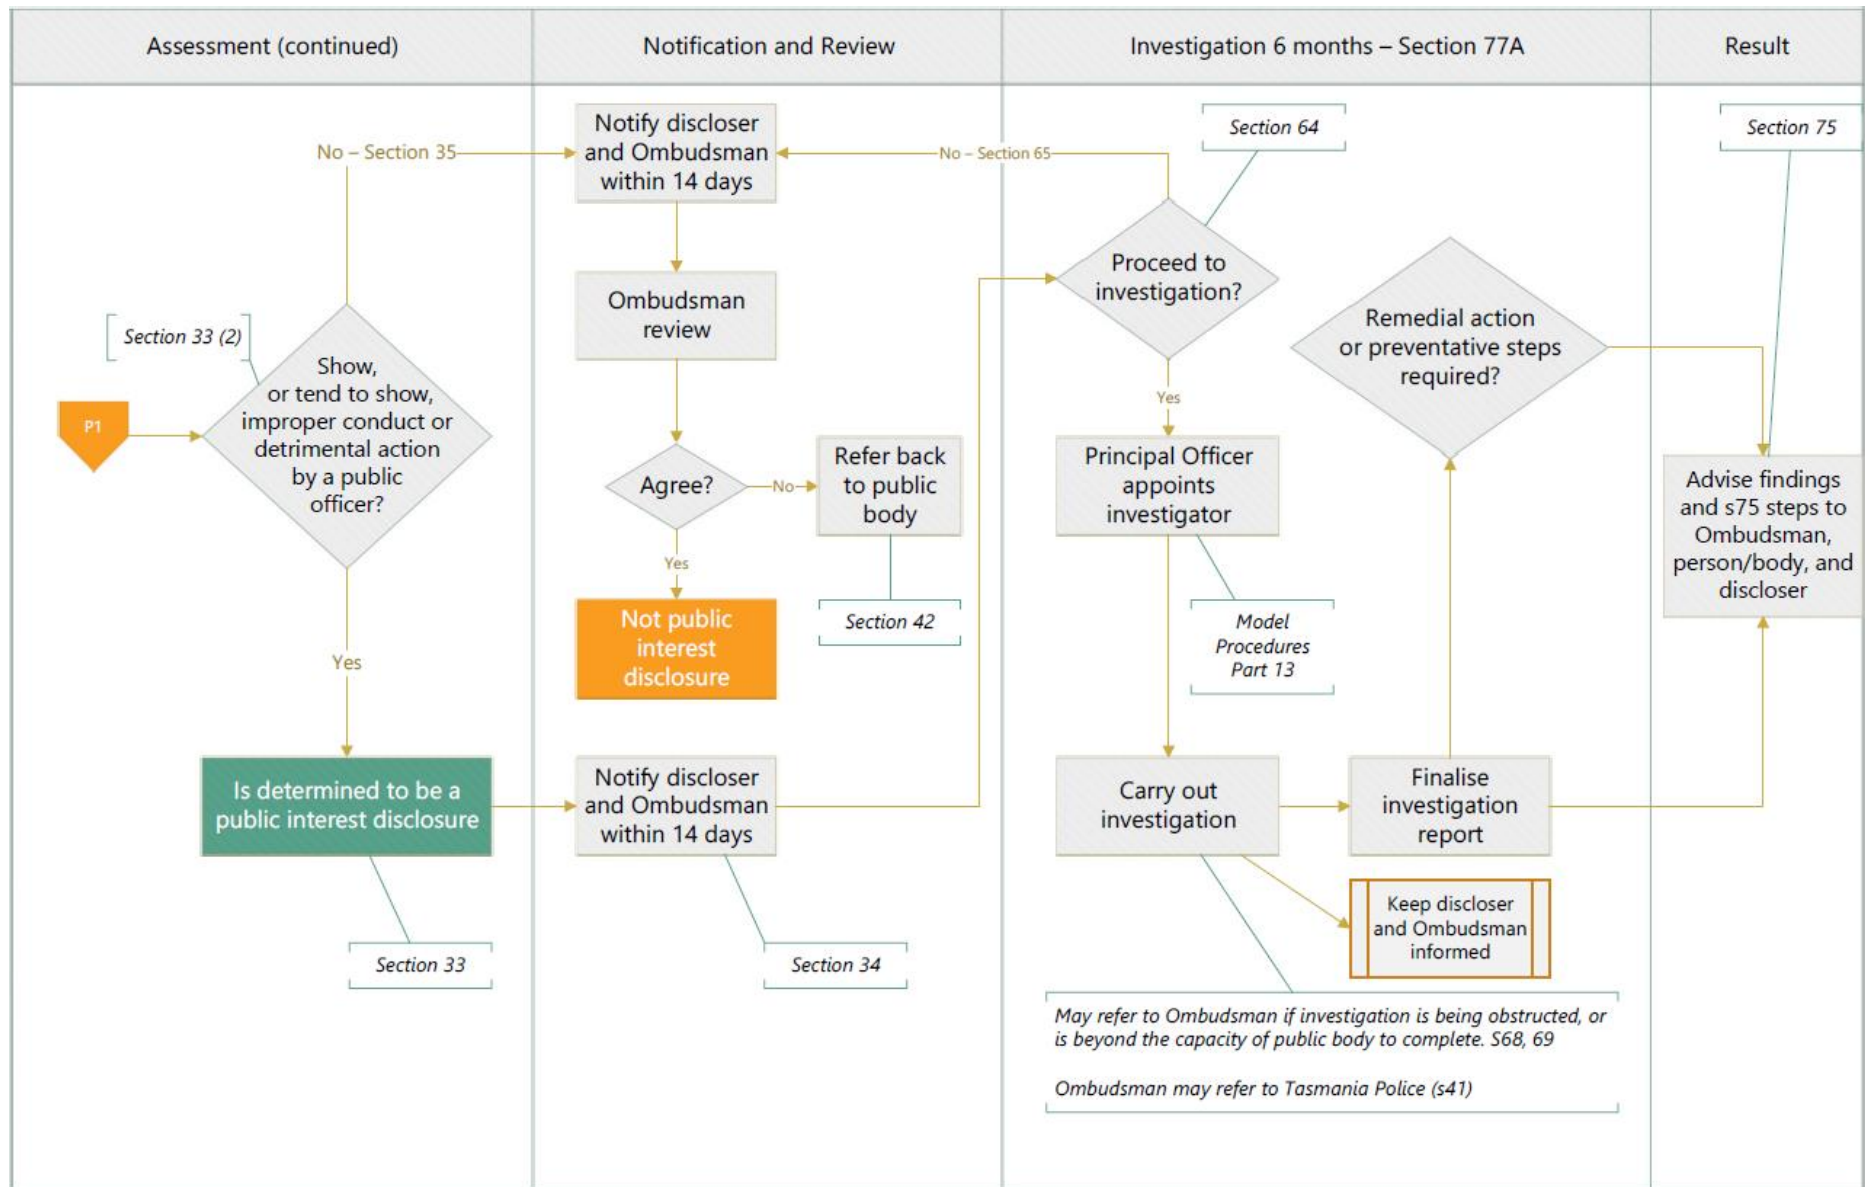 Assessment (continued)
Notification and Review
Investigation 6 months – Section 77A
Result
P1
Section 33 (2)
Show,
or tend to show,
improper conduct or
detrimental action
by a public
officer?
No – Section 35
Yes
Is determined to be a
public interest disclosure
Section 33
Notify discloser
and Ombudsman
within 14 days
Ombudsman
review
Agree?
No
Refer back
to public
body
Section 42
Yes
Not public
interest
disclosure
Notify discloser
and Ombudsman
within 14 days
Section 34
No – Section 65
Section 64
Proceed to
investigation?
Yes
Principal Officer
appoints
investigator
Model
Procedures
Part 13
Carry out
investigation
Finalise
investigation
report
Keep discloser
and Ombudsman
informed
May refer to Ombudsman if investigation is being obstructed, or
is beyond the capacity of public body to complete. S68, 69
Ombudsman may refer to Tasmania Police (s41)
Remedial action
or preventative steps
required?
Section 75
Advise findings
and s75 steps to
Ombudsman,
person/body, and
discloser